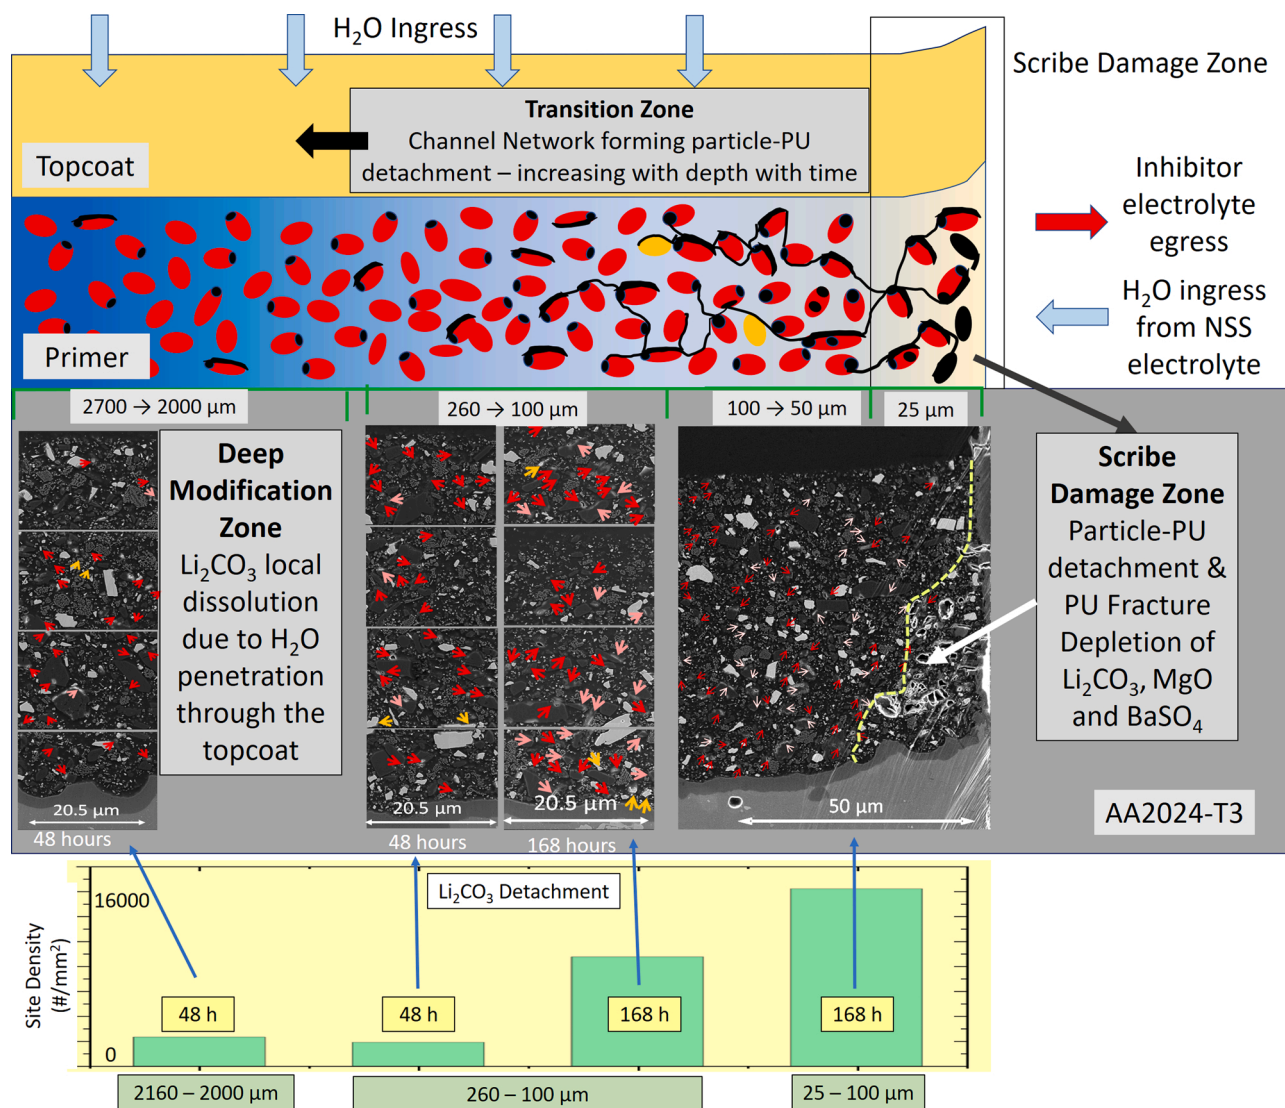 H₂O Ingress
Scribe Damage Zone
Transition Zone
Channel Network forming particle-PU
detachment – increasing with depth with time
Topcoat
Inhibitor
electrolyte
egress
H₂O ingress
from NSS
electrolyte
Primer
2700 → 2000 µm
260 → 100 µm
100 → 50 µm
25 µm
Deep
Modification
Zone
Li₂CO₃ local
dissolution
due to H₂O
penetration
through the
topcoat
Scribe
Damage Zone
Particle-PU
detachment &
PU Fracture
Depletion of
Li₂CO₃, MgO
and BaSO₄
20.5 µm
20.5 µm
20.5 µm
50 µm
AA2024-T3
48 hours
48 hours
168 hours
Li₂CO₃ Detachment
16000
Site Density
(#/mm²)
48 h
48 h
168 h
168 h
0
2160 – 2000 µm
260 – 100 µm
25 – 100 µm